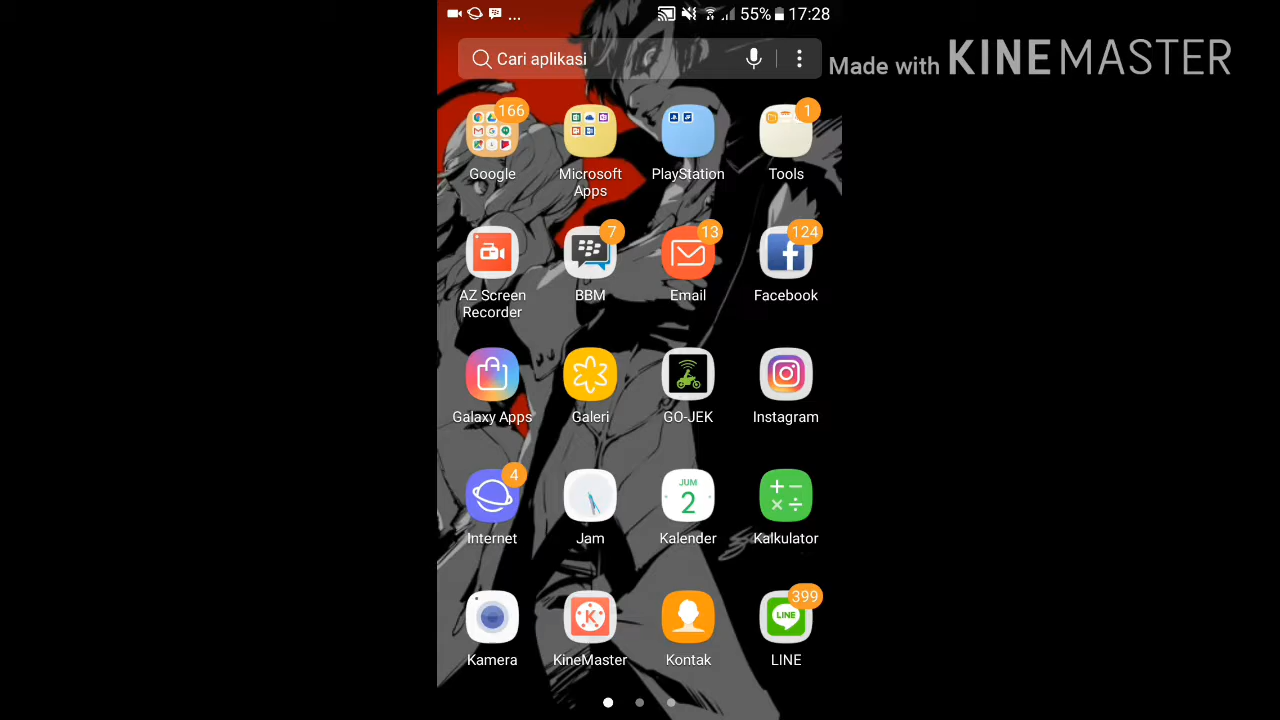 ... 55% 17:28
Cari aplikasi
Made with KINEMASTER
166 1
Google Microsoft Apps PlayStation Tools
7 13 124
AZ Screen Recorder BBM Email Facebook
Galaxy Apps Galeri GO-JEK Instagram
4 JUM 2
Internet Jam Kalender Kalkulator
K LINE 399
Kamera KineMaster Kontak LINE